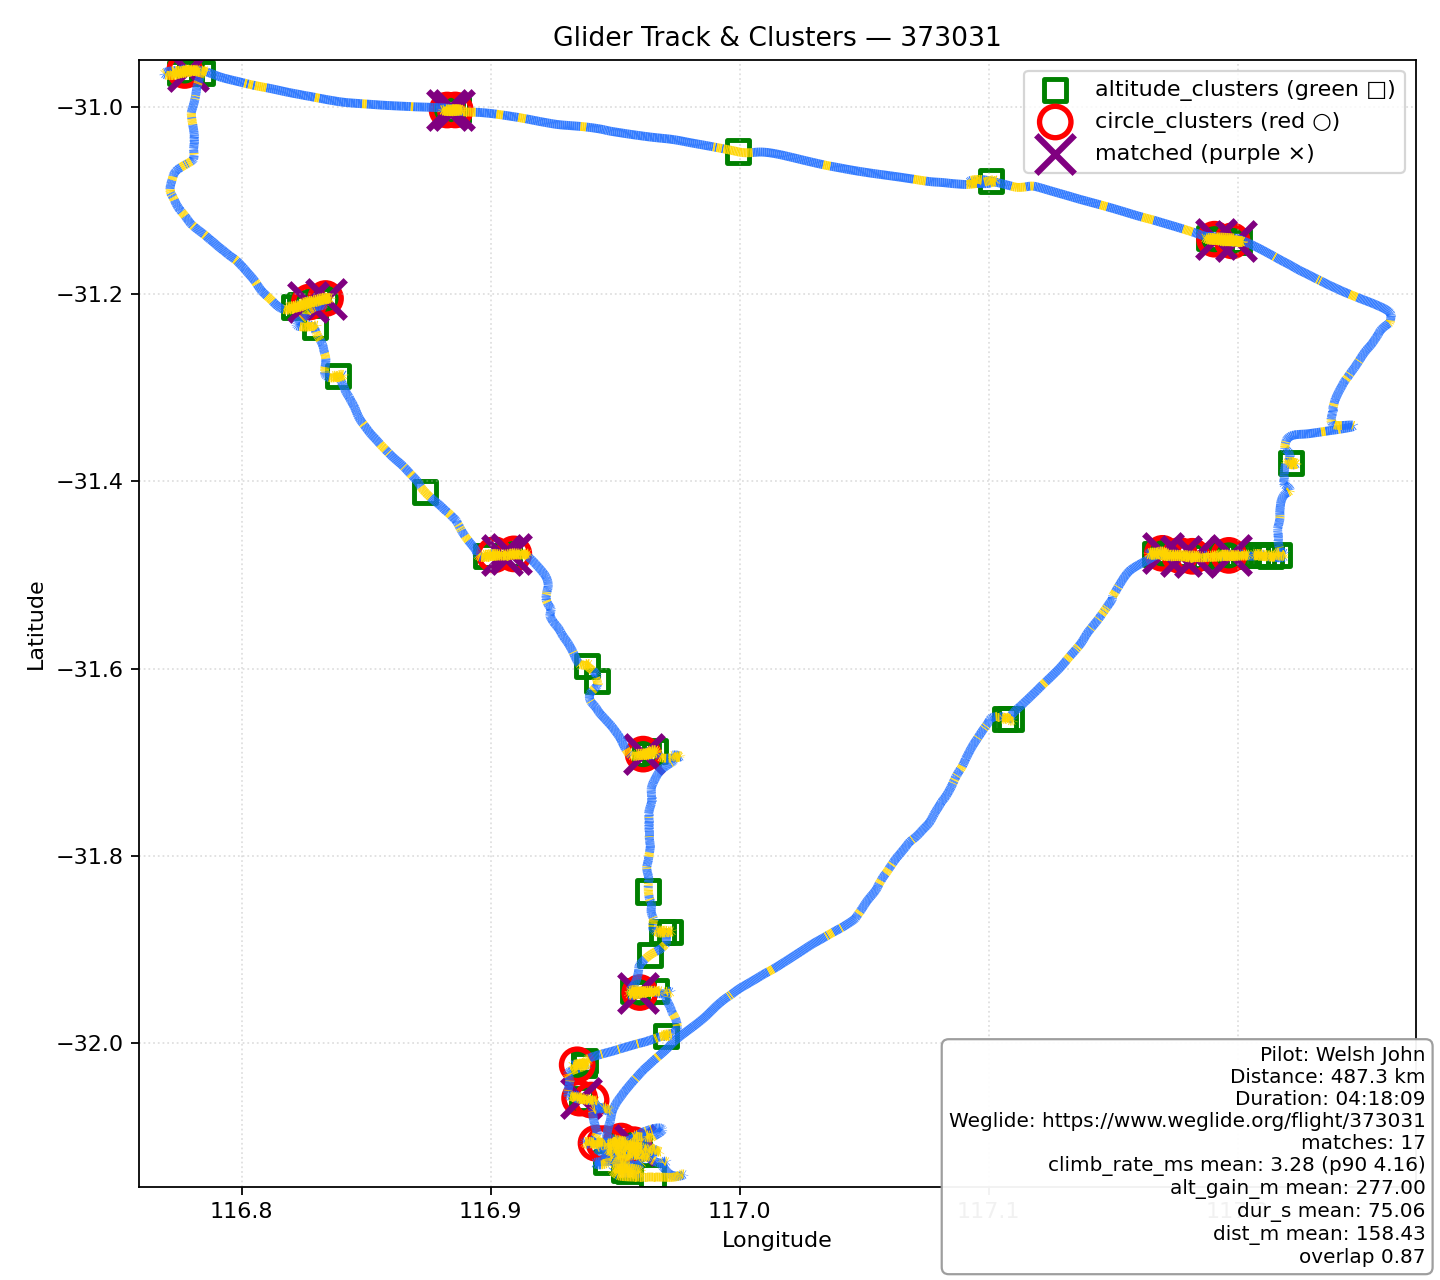 Glider Track & Clusters — 373031
altitude_clusters (green □)
circle_clusters (red ○)
matched (purple ×)
Latitude
−31.0
−31.2
−31.4
−31.6
−31.8
−32.0
116.8
116.9
117.0
117.1
Longitude
Pilot: Welsh John
Distance: 487.3 km
Duration: 04:18:09
Weglide: https://www.weglide.org/flight/373031
matches: 17
climb_rate_ms mean: 3.28 (p90 4.16)
alt_gain_m mean: 277.00
dur_s mean: 75.06
dist_m mean: 158.43
overlap 0.87